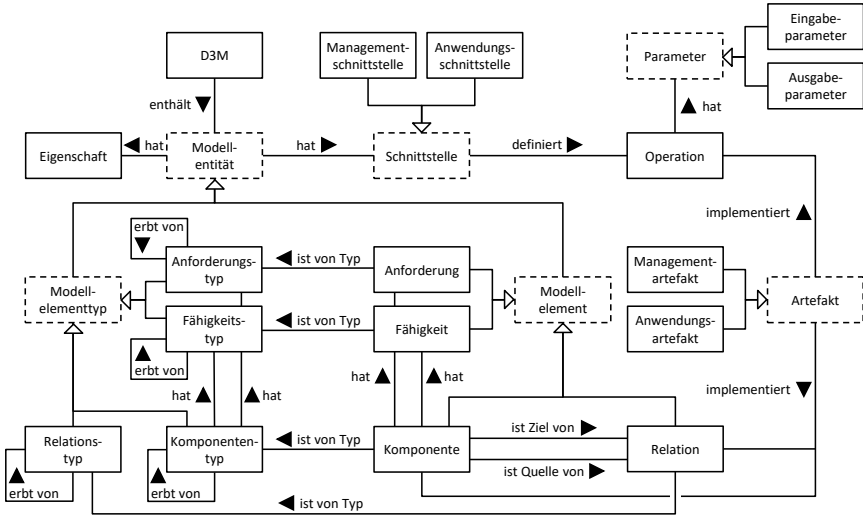 D3M
Management-
schnittstelle
Anwendungs-
schnittstelle
Parameter
Eingabe-
parameter
Ausgabe-
parameter
enthält
hat
Eigenschaft
hat
Modell-
entität
hat
Schnittstelle
definiert
Operation
implementiert
erbt von
Anforderungs-
typ
ist von Typ
Anforderung
Management-
artefakt
Modell-
elementtyp
Modell-
element
Artefakt
Fähigkeits-
typ
ist von Typ
Fähigkeit
Anwendungs-
artefakt
erbt von
hat
hat
hat
hat
implementiert
Relations-
typ
Komponenten-
typ
ist von Typ
Komponente
ist Ziel von
Relation
ist Quelle von
erbt von
erbt von
ist von Typ